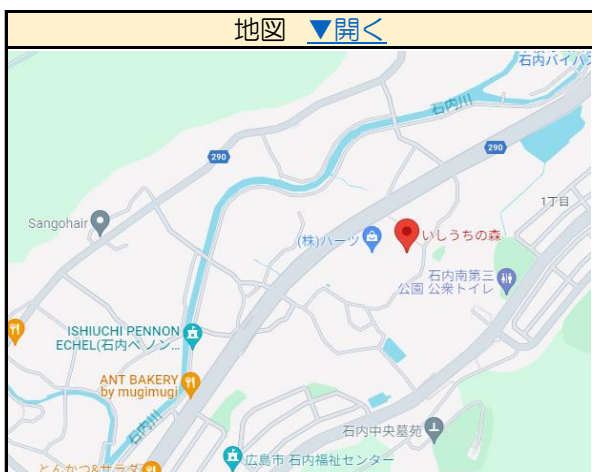 地図 ▼開く
石内バイパス
石内川
290
290
1丁目
Sangohair
(株)ハーツ
いしうちの森
石内南第三
公園 公衆トイレ
ISHIUCHI PENNON
ECHEL(石内ペノン...
ANT BAKERY
by mugimugi
石内川
石内中央墓苑
広島市 石内福祉センター
とんかつ&サラダ